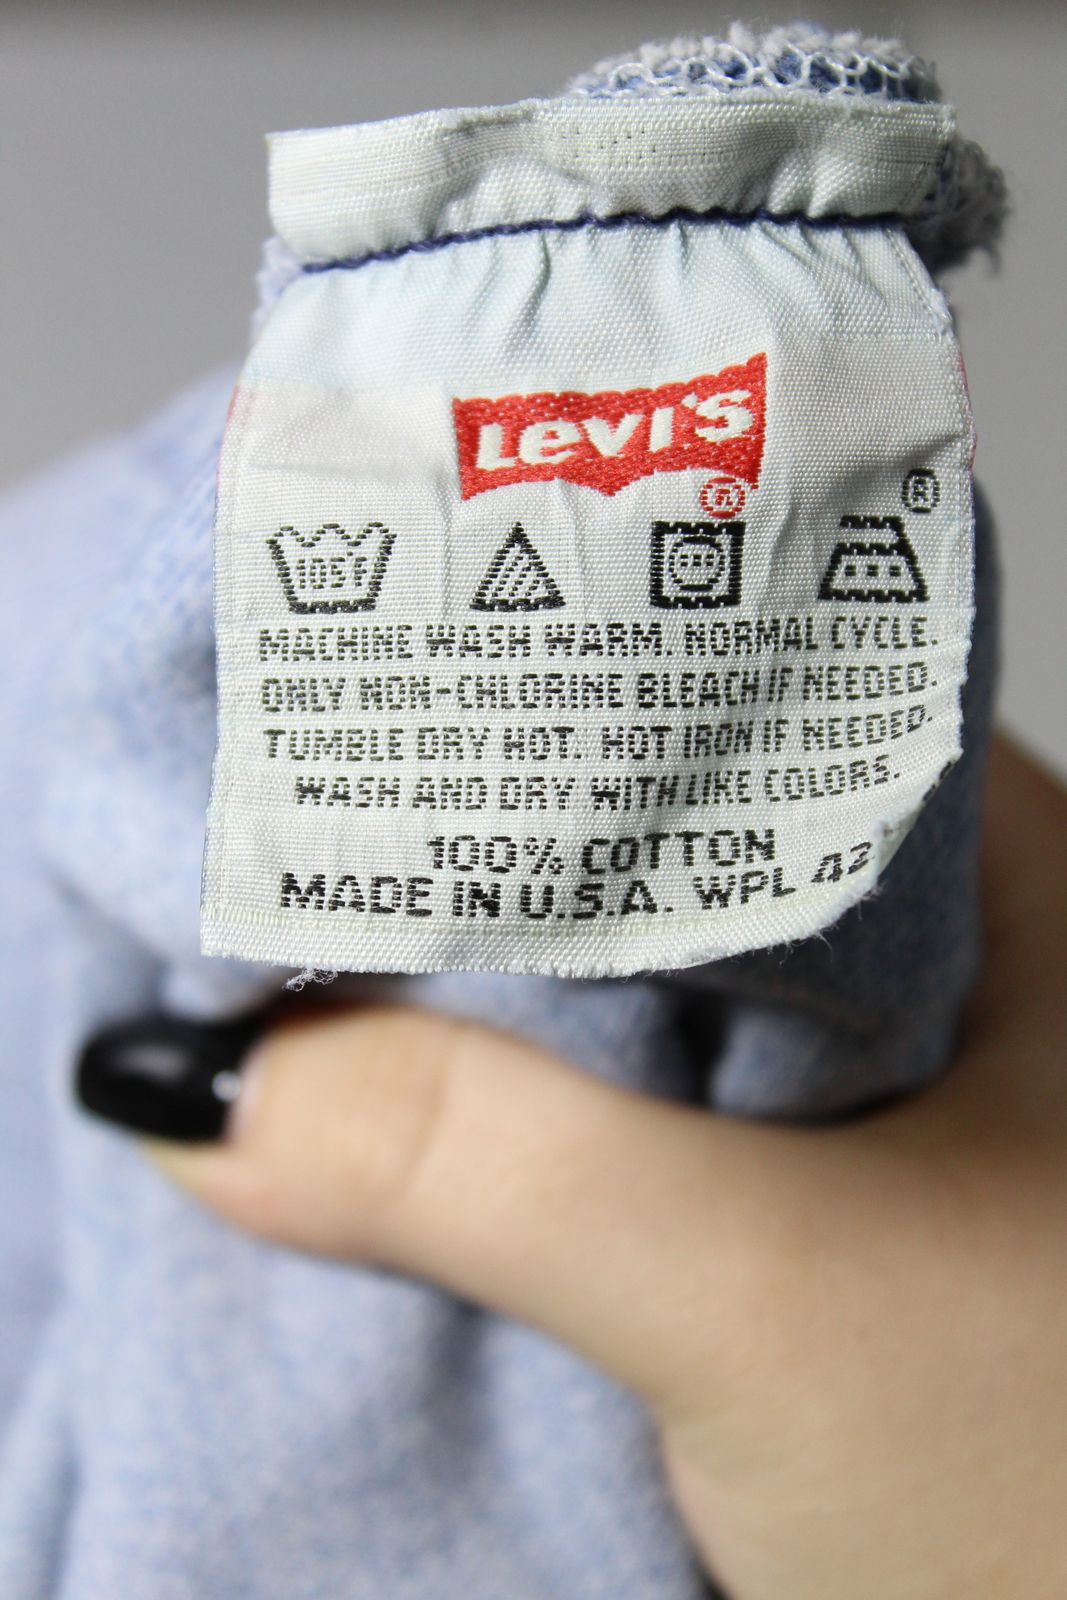 Levi's
®
®
105F
MACHINE WASH WARM. NORMAL CYCLE.
ONLY NON-CHLORINE BLEACH IF NEEDED.
TUMBLE DRY HOT. HOT IRON IF NEEDED.
WASH AND DRY WITH LIKE COLORS.
100% COTTON
MADE IN U.S.A. WPL 42